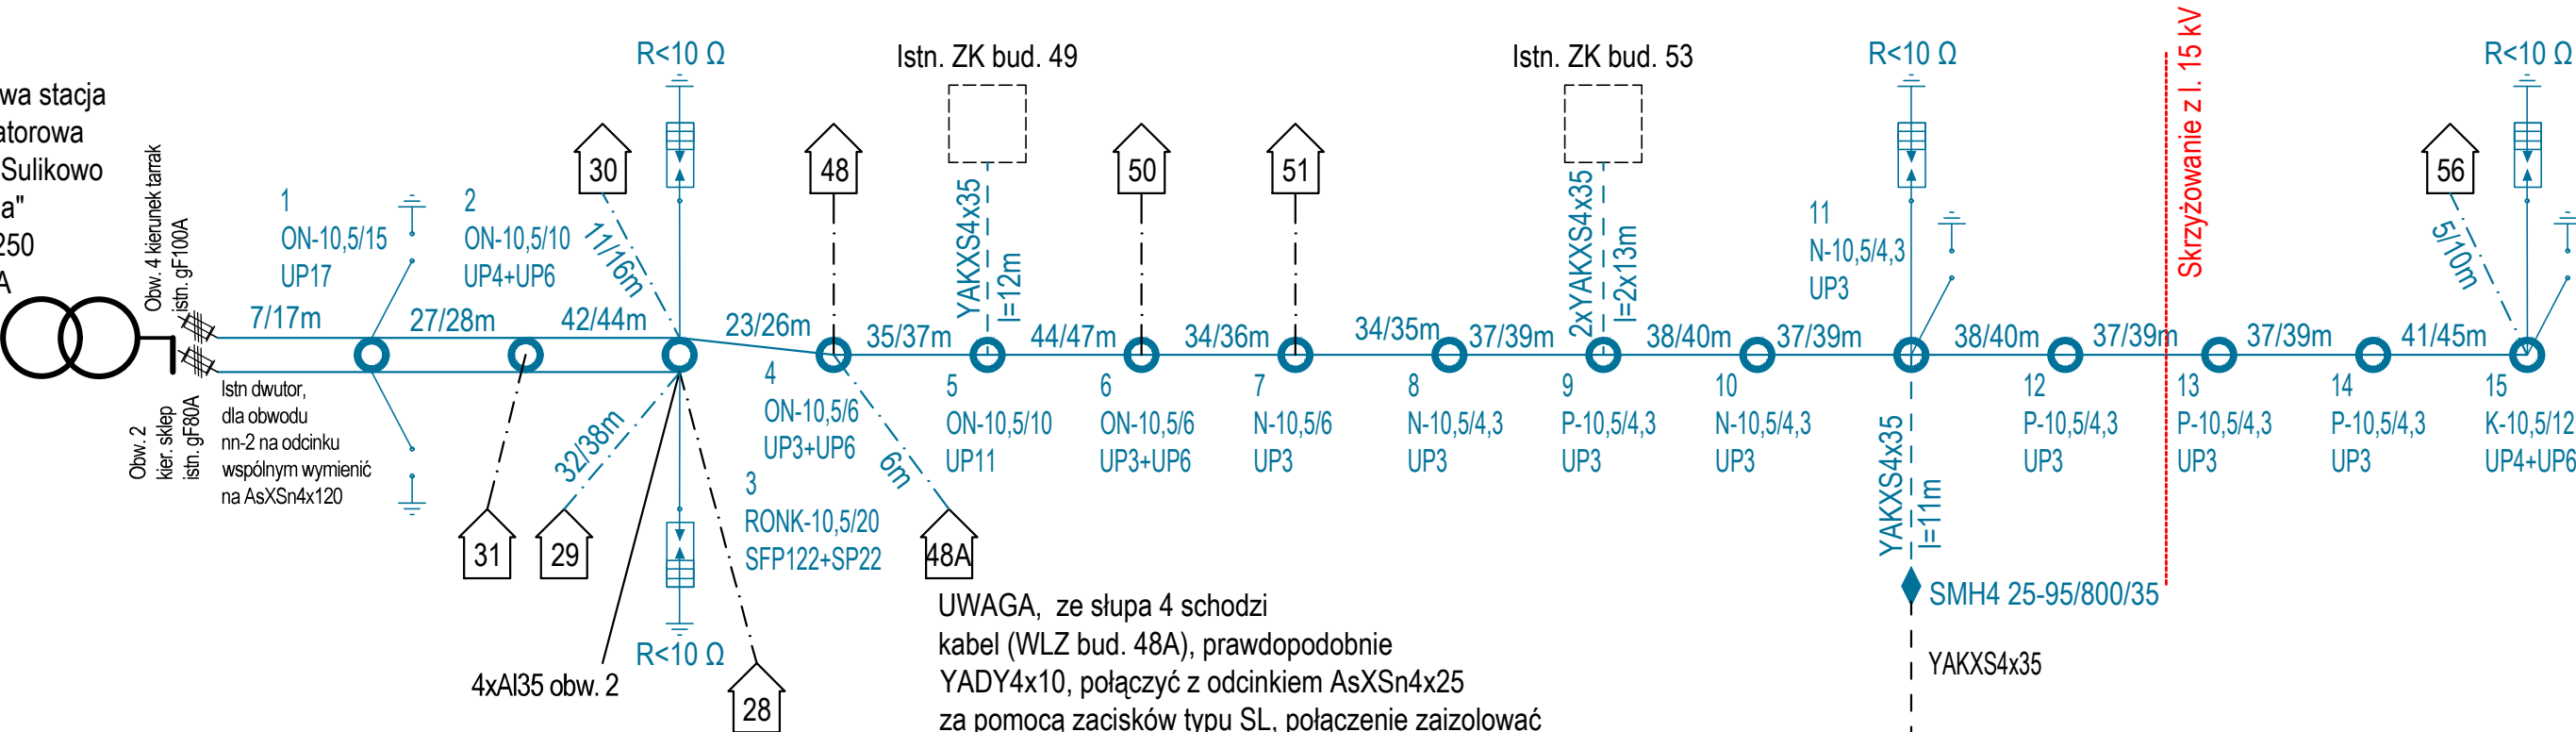 wa stacja
atorowa
Sulikowo
a"
250
A
Obw. 4 kierunek tarrak
istn. gF100A
Obw. 2
kier. sklep
istn. gF80A
Istn dwutor,
dla obwodu
nn-2 na odcinku
wspólnym wymienić
na AsXSn4x120
7/17m
1
ON-10,5/15
UP17
27/28m
2
ON-10,5/10
UP4+UP6
42/44m
30
11/16m
R<10 Ω
31
29
32/38m
4xAl35 obw. 2
R<10 Ω
28
3
RONK-10,5/20
SFP122+SP22
23/26m
48
4
ON-10,5/6
UP3+UP6
6m
48A
35/37m
Istn. ZK bud. 49
YAKXS4x35
l=12m
5
ON-10,5/10
UP11
44/47m
50
6
ON-10,5/6
UP3+UP6
34/36m
51
7
N-10,5/6
UP3
34/35m
8
N-10,5/4,3
UP3
37/39m
Istn. ZK bud. 53
2xYAKXS4x35
l=2x13m
9
P-10,5/4,3
UP3
38/40m
10
N-10,5/4,3
UP3
37/39m
R<10 Ω
11
N-10,5/4,3
UP3
YAKXS4x35
l=11m
SMH4 25-95/800/35
YAKXS4x35
38/40m
12
P-10,5/4,3
UP3
37/39m
Skrzyżowanie z l. 15 kV
13
P-10,5/4,3
UP3
37/39m
14
P-10,5/4,3
UP3
41/45m
56
5/10m
R<10 Ω
15
K-10,5/12
UP4+UP6
UWAGA, ze słupa 4 schodzi
kabel (WLZ bud. 48A), prawdopodobnie
YADY4x10, połączyć z odcinkiem AsXSn4x25
za pomocą zacisków typu SL, połączenie zaizolować